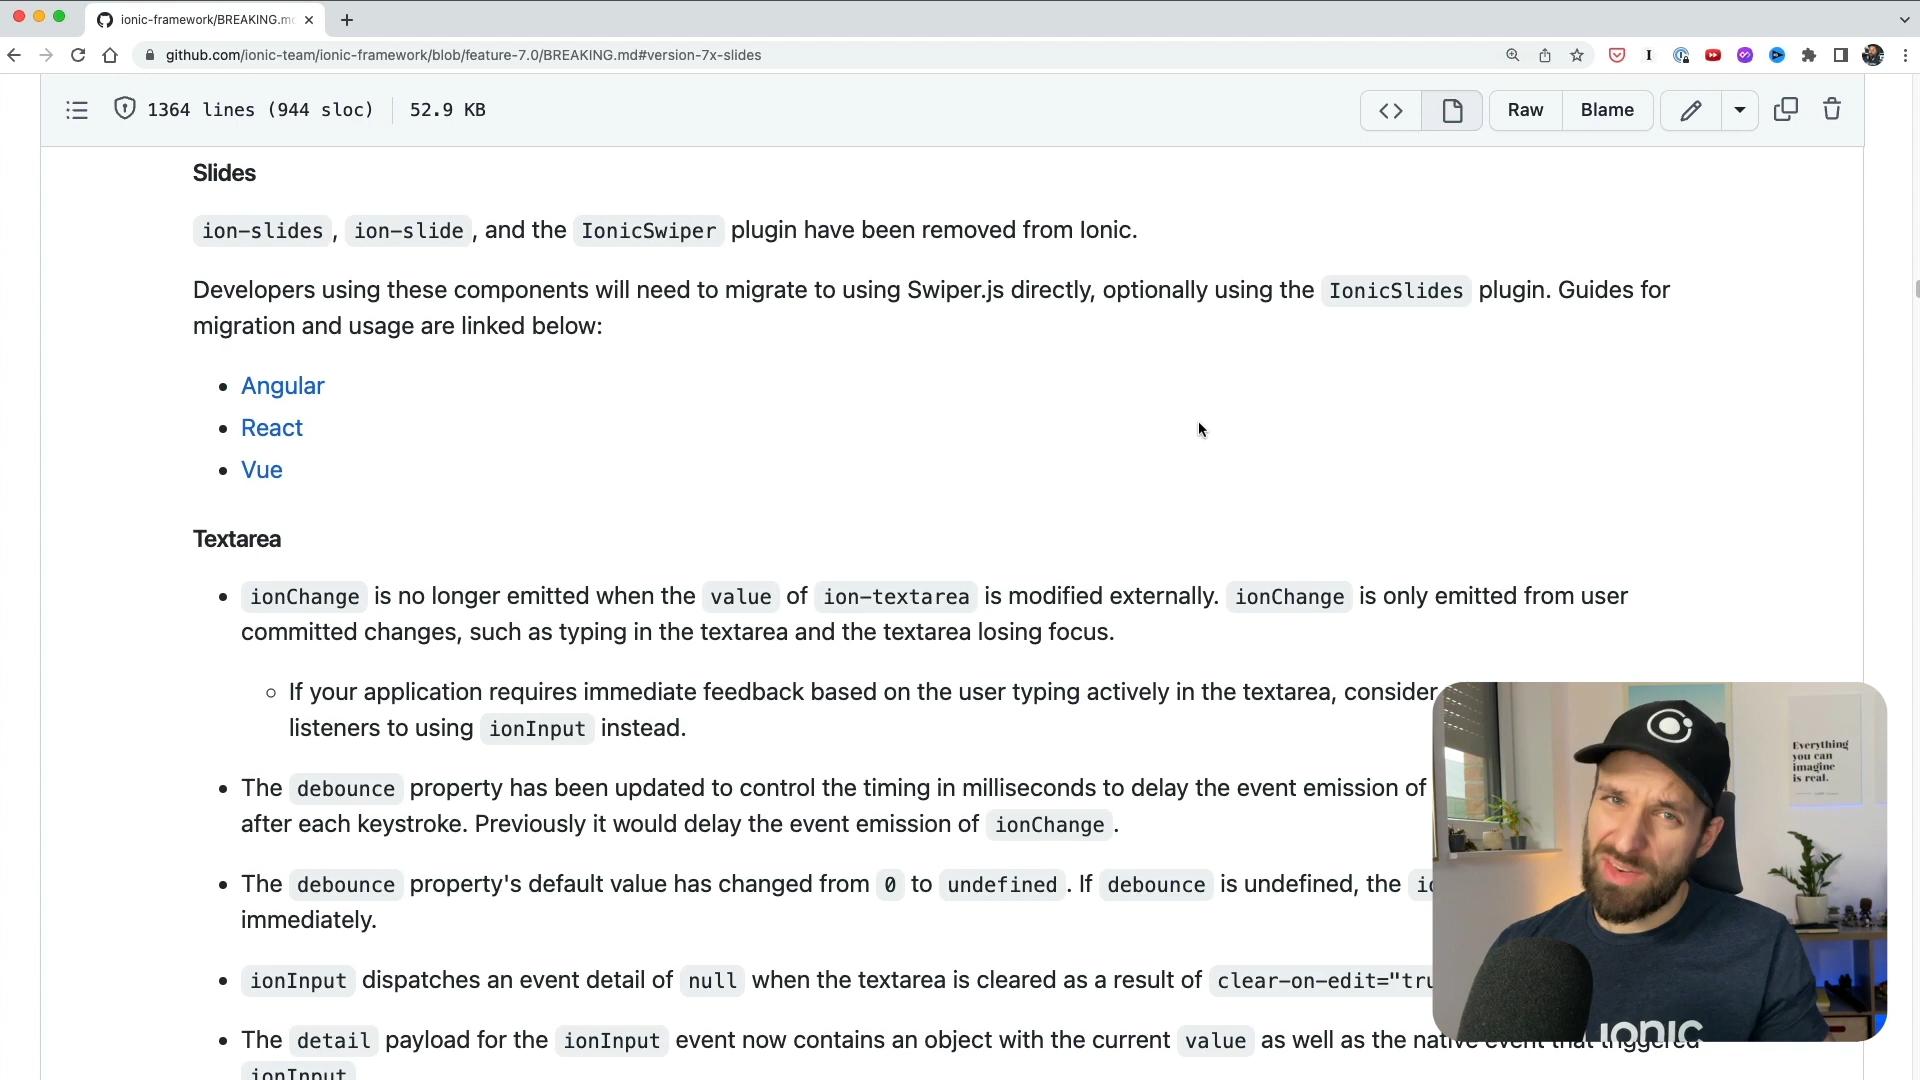 ionic-framework/BREAKING.m
github.com/ionic-team/ionic-framework/blob/feature-7.0/BREAKING.md#version-7x-slides
1364 lines (944 sloc) 52.9 KB
Raw Blame
Slides
ion-slides, ion-slide, and the IonicSwiper plugin have been removed from Ionic.
Developers using these components will need to migrate to using Swiper.js directly, optionally using the IonicSlides plugin. Guides for
migration and usage are linked below:
Angular
React
Vue
Textarea
ionChange is no longer emitted when the value of ion-textarea is modified externally. ionChange is only emitted from user
committed changes, such as typing in the textarea and the textarea losing focus.
If your application requires immediate feedback based on the user typing actively in the textarea, consider
listeners to using ionInput instead.
The debounce property has been updated to control the timing in milliseconds to delay the event emission of
after each keystroke. Previously it would delay the event emission of ionChange.
The debounce property's default value has changed from 0 to undefined. If debounce is undefined, the
immediately.
ionInput dispatches an event detail of null when the textarea is cleared as a result of clear-on-edit="tru
The detail payload for the ionInput event now contains an object with the current value as well as the native event that triggered
ionInput
Everything
you can
imagine
is real.
ionic